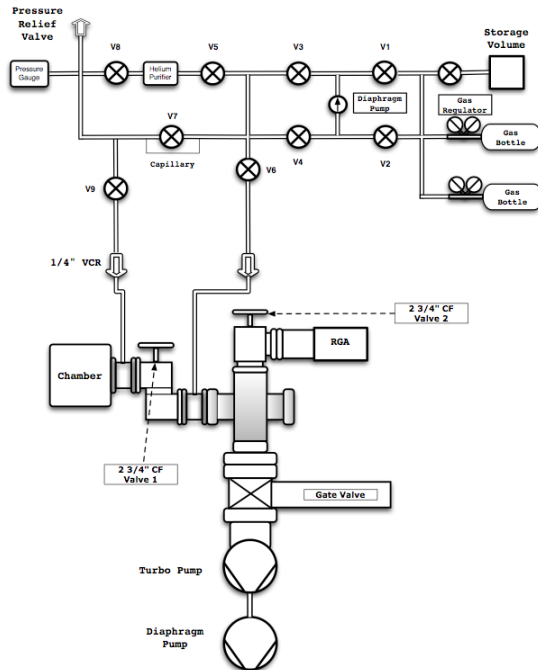 Pressure
Relief
Valve
Storage
Volume
V8
V5
V3
V1
Pressure
Gauge
Helium
Purifier
Gas
Regulator
Diaphragm
Pump
V7
Gas
Bottle
Capillary
V4
V2
V6
V9
Gas
Bottle
1/4" VCR
2 3/4" CF
Valve 2
RGA
Chamber
2 3/4" CF
Valve 1
Gate Valve
Turbo Pump
Diaphragm
Pump